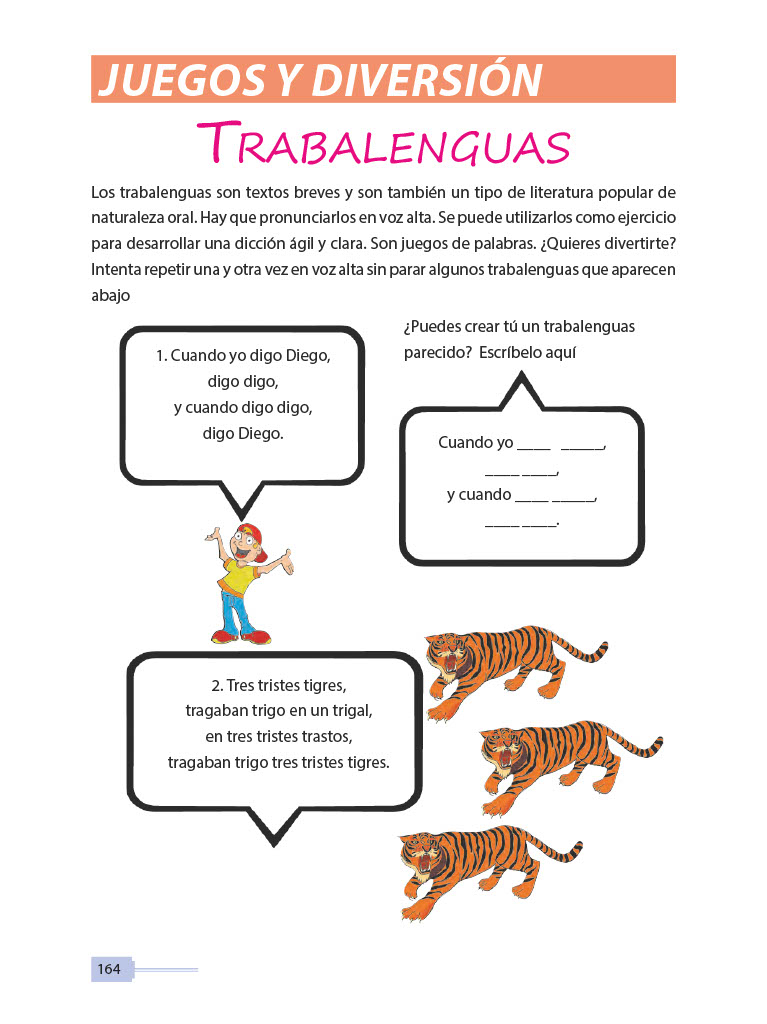 JUEGOS Y DIVERSIÓN
TRABALENGUAS
Los trabalenguas son textos breves y son también un tipo de literatura popular de
naturaleza oral. Hay que pronunciarlos en voz alta. Se puede utilizarlos como ejercicio
para desarrollar una dicción ágil y clara. Son juegos de palabras. ¿Quieres divertirte?
Intenta repetir una y otra vez en voz alta sin parar algunos trabalenguas que aparecen
abajo
1. Cuando yo digo Diego,
digo digo,
y cuando digo digo,
digo Diego.
¿Puedes crear tú un trabalenguas
parecido? Escríbelo aquí
Cuando yo ____ _____,
____ ____,
y cuando ____ _____,
____ ____.
2. Tres tristes tigres,
tragaban trigo en un trigal,
en tres tristes trastos,
tragaban trigo tres tristes tigres.
164